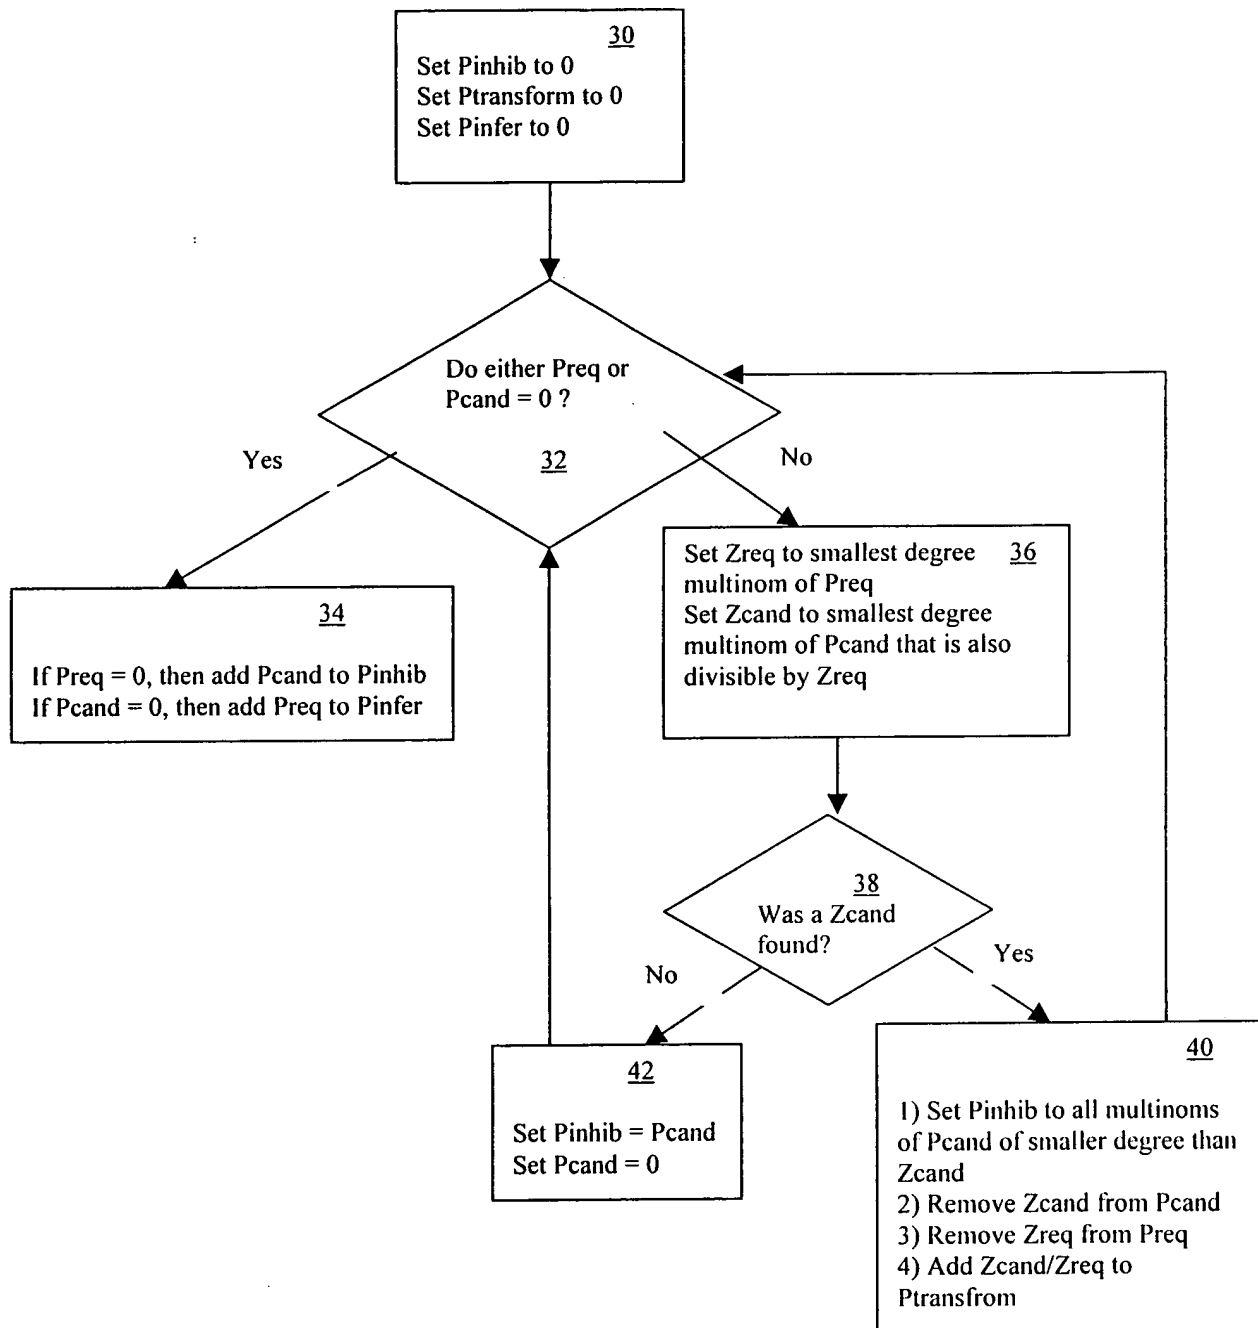 30
Set Pinhib to 0
Set Ptransform to 0
Set Pinfer to 0
Do either Preq or
Pcand = 0 ?
32
Yes
No
34
If Preq = 0, then add Pcand to Pinhib
If Pcand = 0, then add Preq to Pinfer
Set Zreq to smallest degree 36
multinom of Preq
Set Zcand to smallest degree
multinom of Pcand that is also
divisible by Zreq
38
Was a Zcand
found?
No
Yes
42
Set Pinhib = Pcand
Set Pcand = 0
40
1) Set Pinhib to all multinoms
of Pcand of smaller degree than
Zcand
2) Remove Zcand from Pcand
3) Remove Zreq from Preq
4) Add Zcand/Zreq to
Ptransfrom